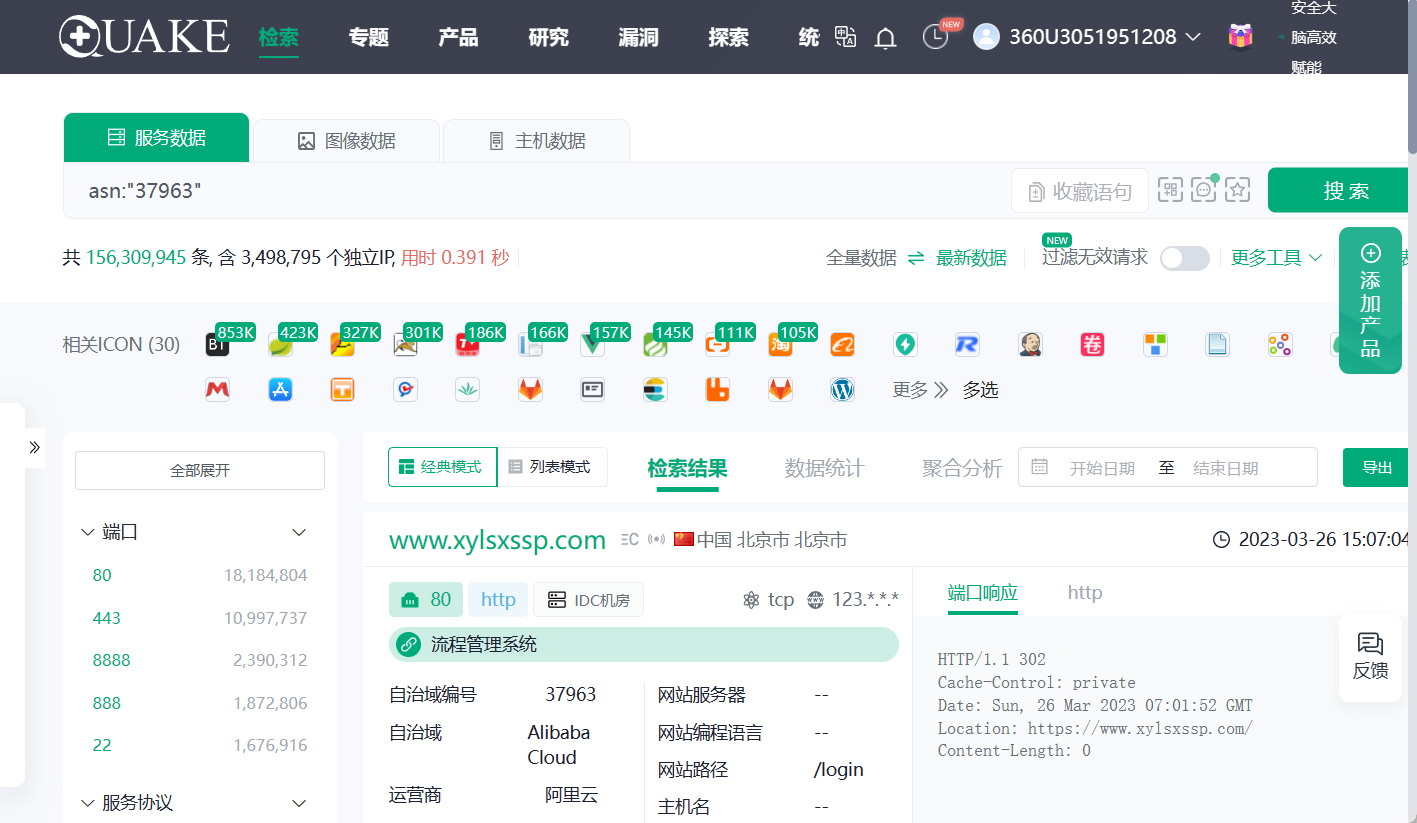 QUAKE 检索 专题 产品 研究 漏洞 探索 统 NEW 360U3051951208 安全大
脑高效
赋能
服务数据 图像数据 主机数据
asn:"37963" 收藏语句 搜索
共 156,309,945 条, 含 3,498,795 个独立IP, 用时 0.391 秒 全量数据 最新数据 NEW 过滤无效请求 更多工具
添加产品
相关ICON (30) 853K 423K 327K 301K 186K 166K 157K 145K 111K 105K
更多 多选
全部展开 经典模式 列表模式 检索结果 数据统计 聚合分析 开始日期 至 结束日期 导出
端口
80 18,184,804
443 10,997,737
8888 2,390,312
888 1,872,806
22 1,676,916
服务协议
www.xylsxssp.com 中国 北京市 北京市 2023-03-26 15:07:04
80 http IDC机房 tcp 123.*.*.*
流程管理系统
自治域编号 37963
自治域 Alibaba
Cloud
运营商 阿里云
网站服务器 --
网站编程语言 --
网站路径 /login
主机名 --
端口响应 http
HTTP/1.1 302
Cache-Control: private
Date: Sun, 26 Mar 2023 07:01:52 GMT
Location: https://www.xylsxssp.com/
Content-Length: 0
反馈